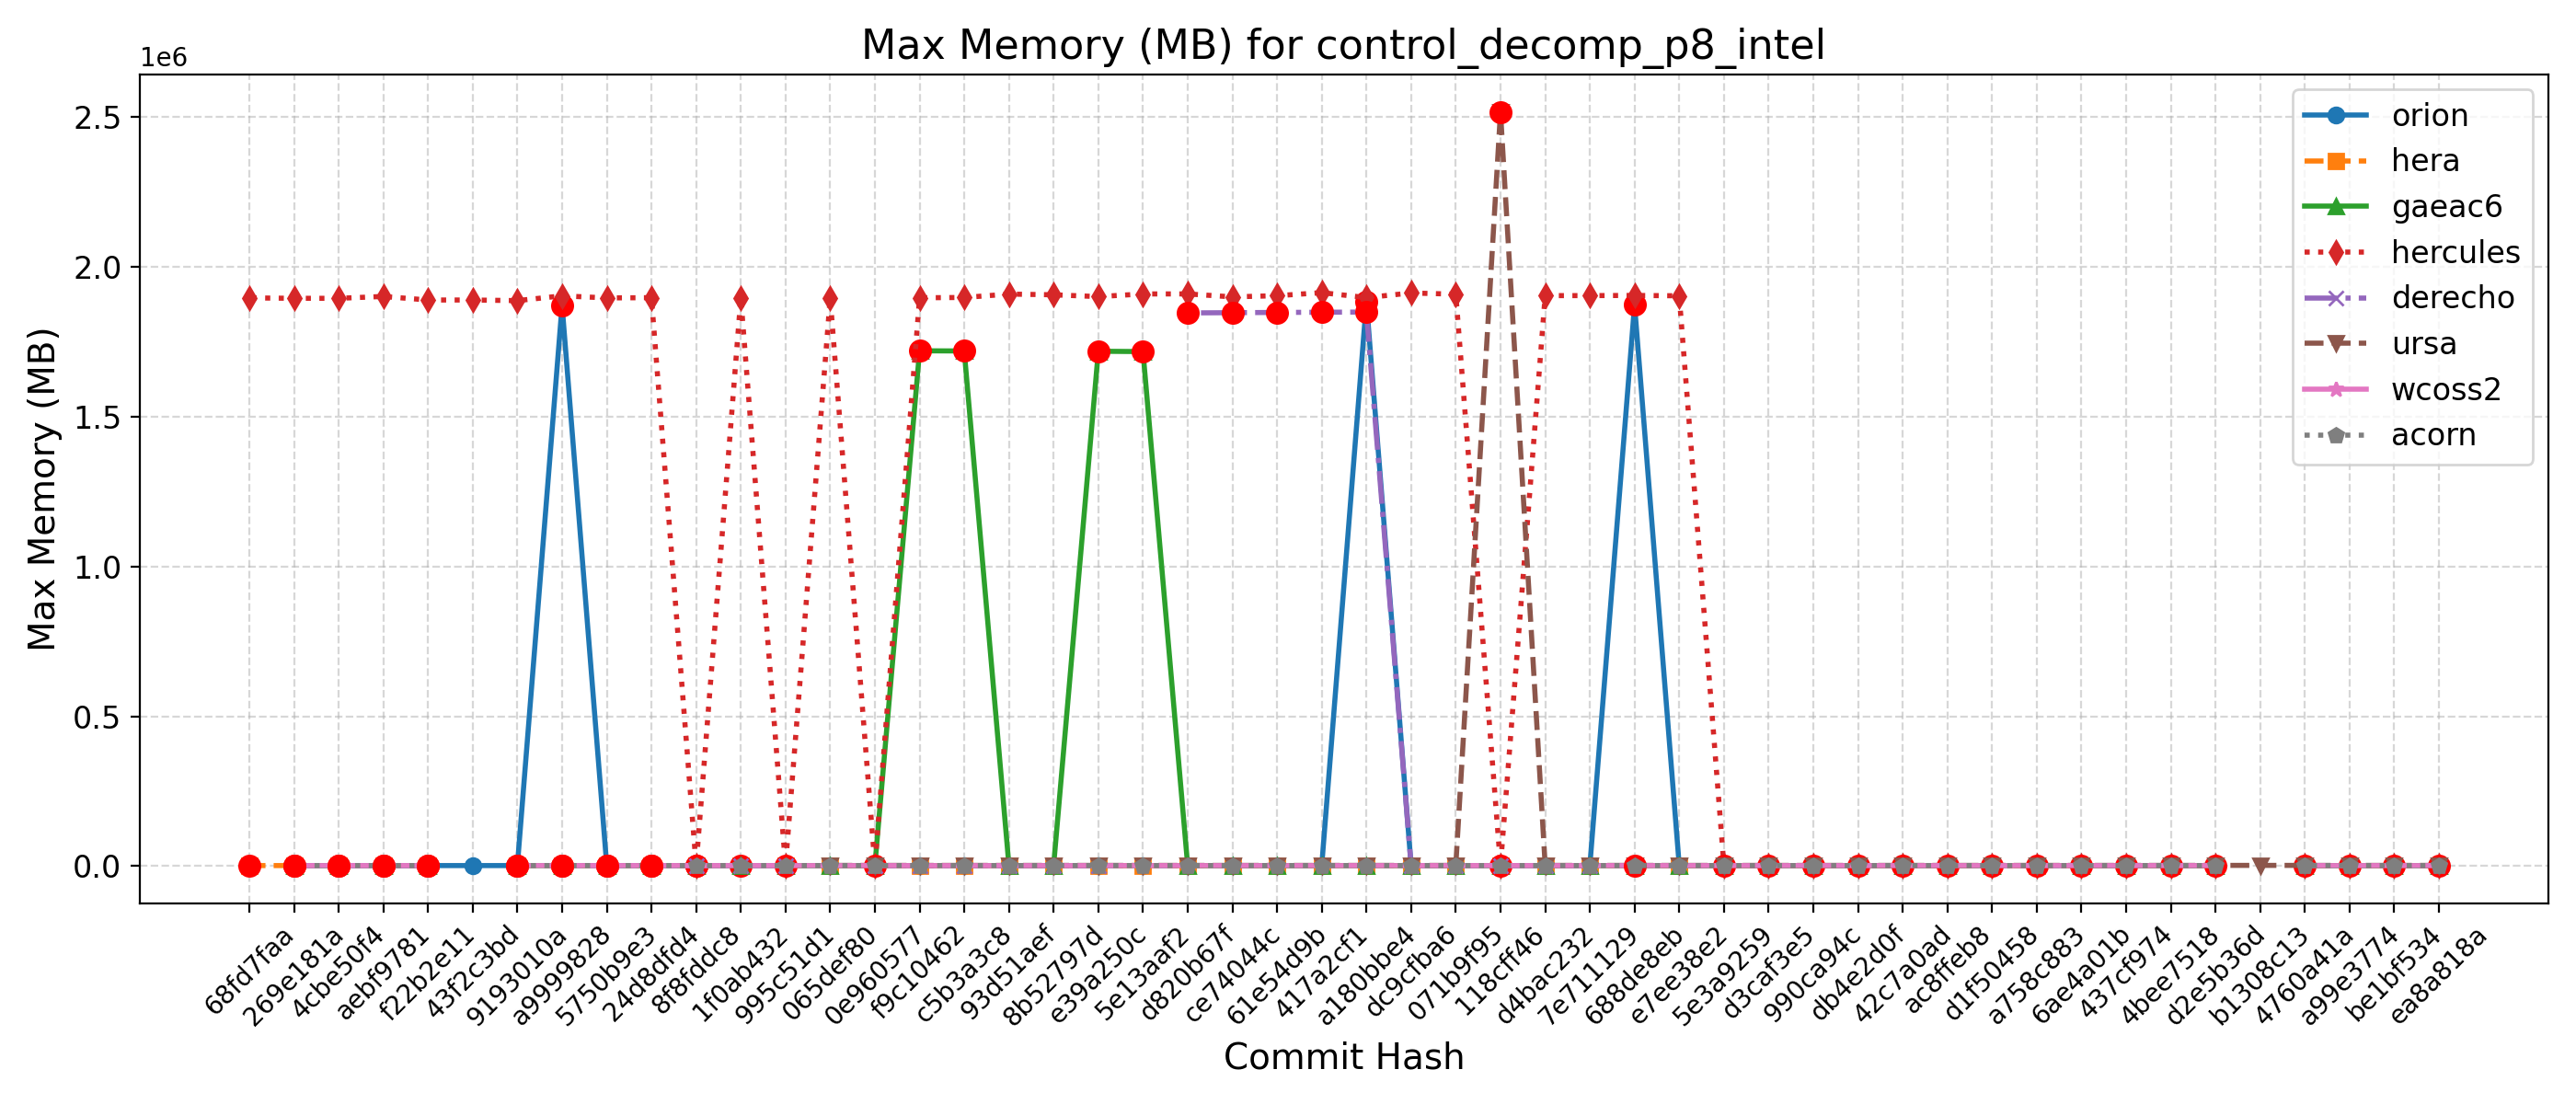 Max Memory (MB) for control_decomp_p8_intel
1e6
2.5
2.0
1.5
1.0
0.5
0.0
Max Memory (MB)
orion
hera
gaeac6
hercules
derecho
ursa
wcoss2
acorn
68fd7faa
269e181a
4cbe50f4
aebf9781
f22b2e11
43f2c3bd
9193010a
a9999828
5750b9e3
24d8dfd4
8f8fddc8
1f0ab432
995c51d1
065def80
0e960577
f9c10462
c5b3a3c8
93d51aef
8b52797d
e39a250c
5e13aaf2
d820b67f
ce74044c
61e54d9b
417a2cf1
a180bbe4
dc9cfba6
071b9f95
118cff46
d4bac232
7e711129
688de8eb
e7ee38e2
5e3a9259
d3caf3e5
990ca94c
db4e2d0f
42c7a0ad
ac8ffeb8
d1f50458
a758c883
6ae4a01b
437cf974
4bee7518
d2e5b36d
b1308c13
4760a41a
a99e3774
be1bf534
ea8a818a
Commit Hash